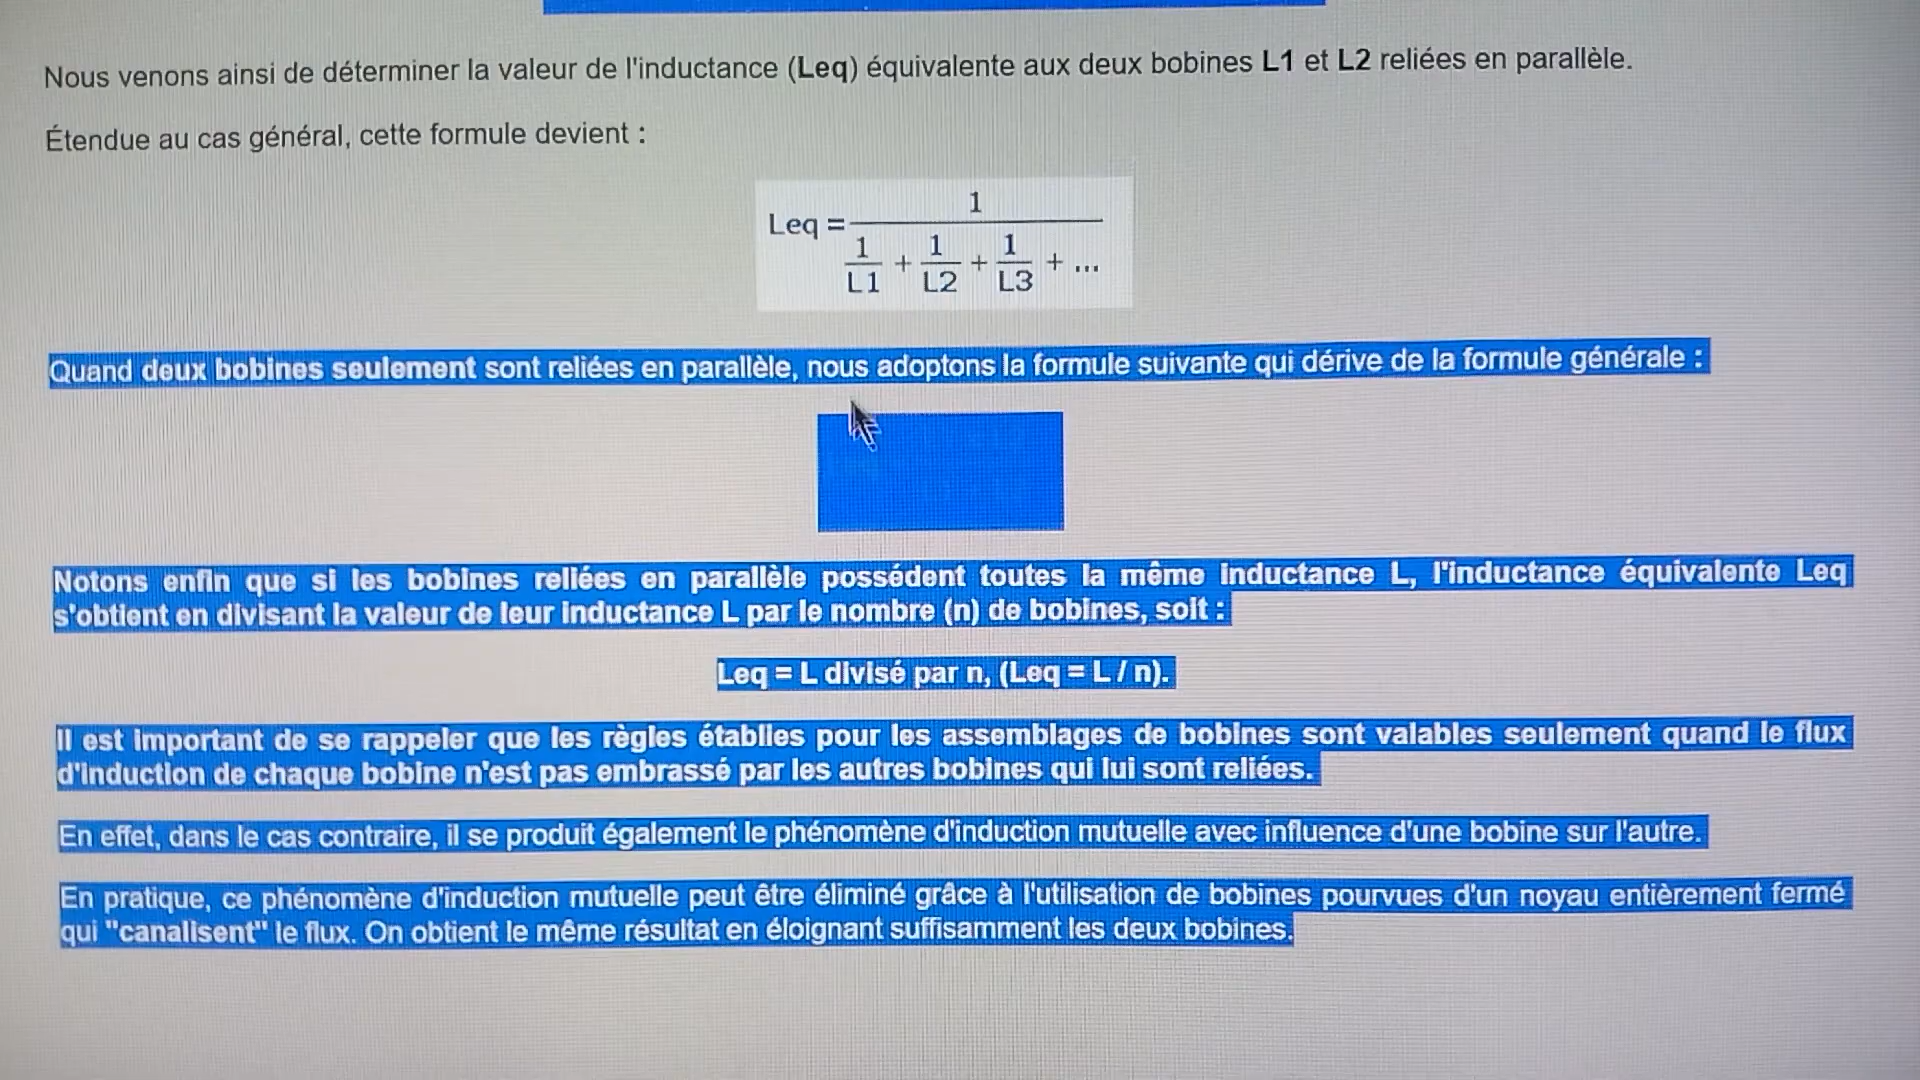 Nous venons ainsi de déterminer la valeur de l'inductance (Leq) équivalente aux deux bobines L1 et L2 reliées en parallèle.
Étendue au cas général, cette formule devient :
Leq = 1 / (1/L1 + 1/L2 + 1/L3 + ...)
Quand deux bobines seulement sont reliées en parallèle, nous adoptons la formule suivante qui dérive de la formule générale :
Notons enfin que si les bobines reliées en parallèle possédent toutes la même inductance L, l'inductance équivalente Leq
s'obtient en divisant la valeur de leur inductance L par le nombre (n) de bobines, soit :
Leq = L divisé par n, (Leq = L / n).
Il est important de se rappeler que les règles établies pour les assemblages de bobines sont valables seulement quand le flux
d'induction de chaque bobine n'est pas embrassé par les autres bobines qui lui sont reliées.
En effet, dans le cas contraire, il se produit également le phénomène d'induction mutuelle avec influence d'une bobine sur l'autre.
En pratique, ce phénomène d'induction mutuelle peut être éliminé grâce à l'utilisation de bobines pourvues d'un noyau entièrement fermé
qui "canalisent" le flux. On obtient le même résultat en éloignant suffisamment les deux bobines.